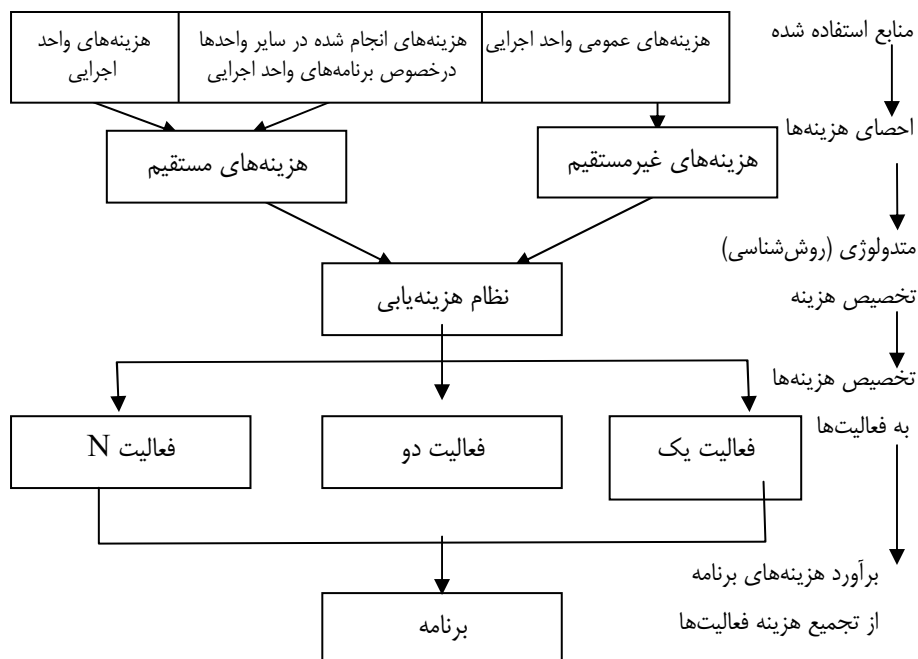 منابع استفاده شده
هزینه‌های عمومی واحد اجرایی
هزینه‌های انجام شده در سایر واحدها
درخصوص برنامه‌های واحد اجرایی
هزینه‌های واحد
اجرایی
احصای هزینه‌ها
هزینه‌های غیرمستقیم
هزینه‌های مستقیم
متدولوژی (روش‌شناسی)
تخصیص هزینه
نظام هزینه‌یابی
تخصیص هزینه‌ها
به فعالیت‌ها
فعالیت یک
فعالیت دو
فعالیت N
برآورد هزینه‌های برنامه
از تجمیع هزینه فعالیت‌ها
برنامه